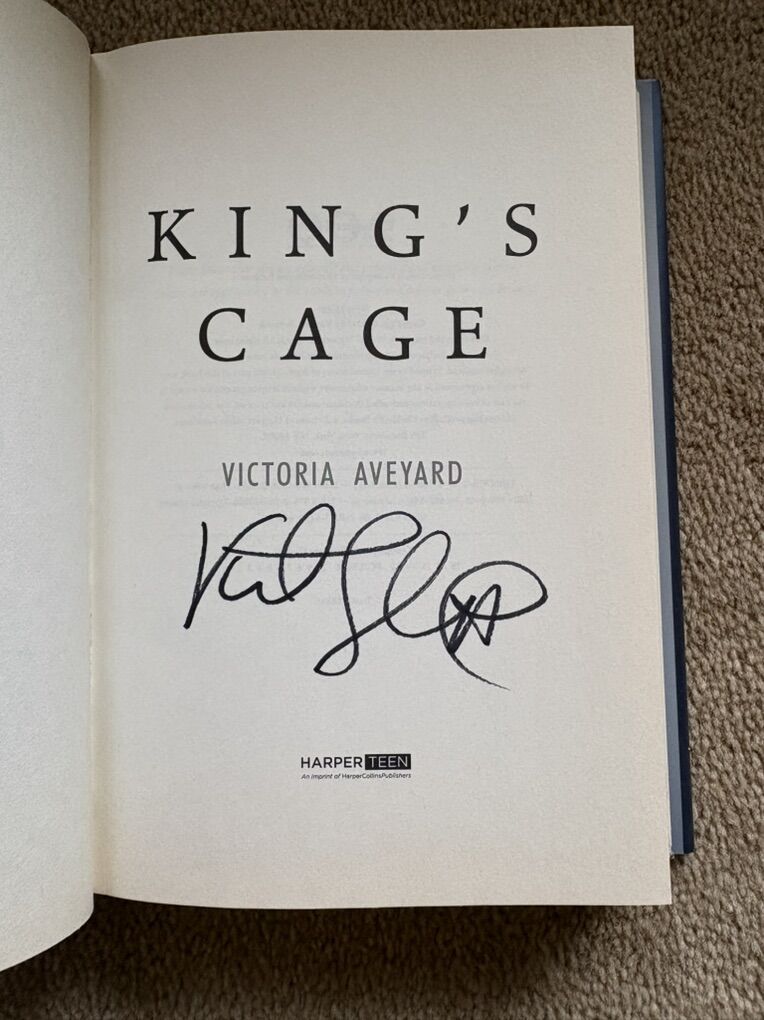 KING'S
CAGE
VICTORIA AVEYARD
HARPER TEEN
An Imprint of HarperCollinsPublishers